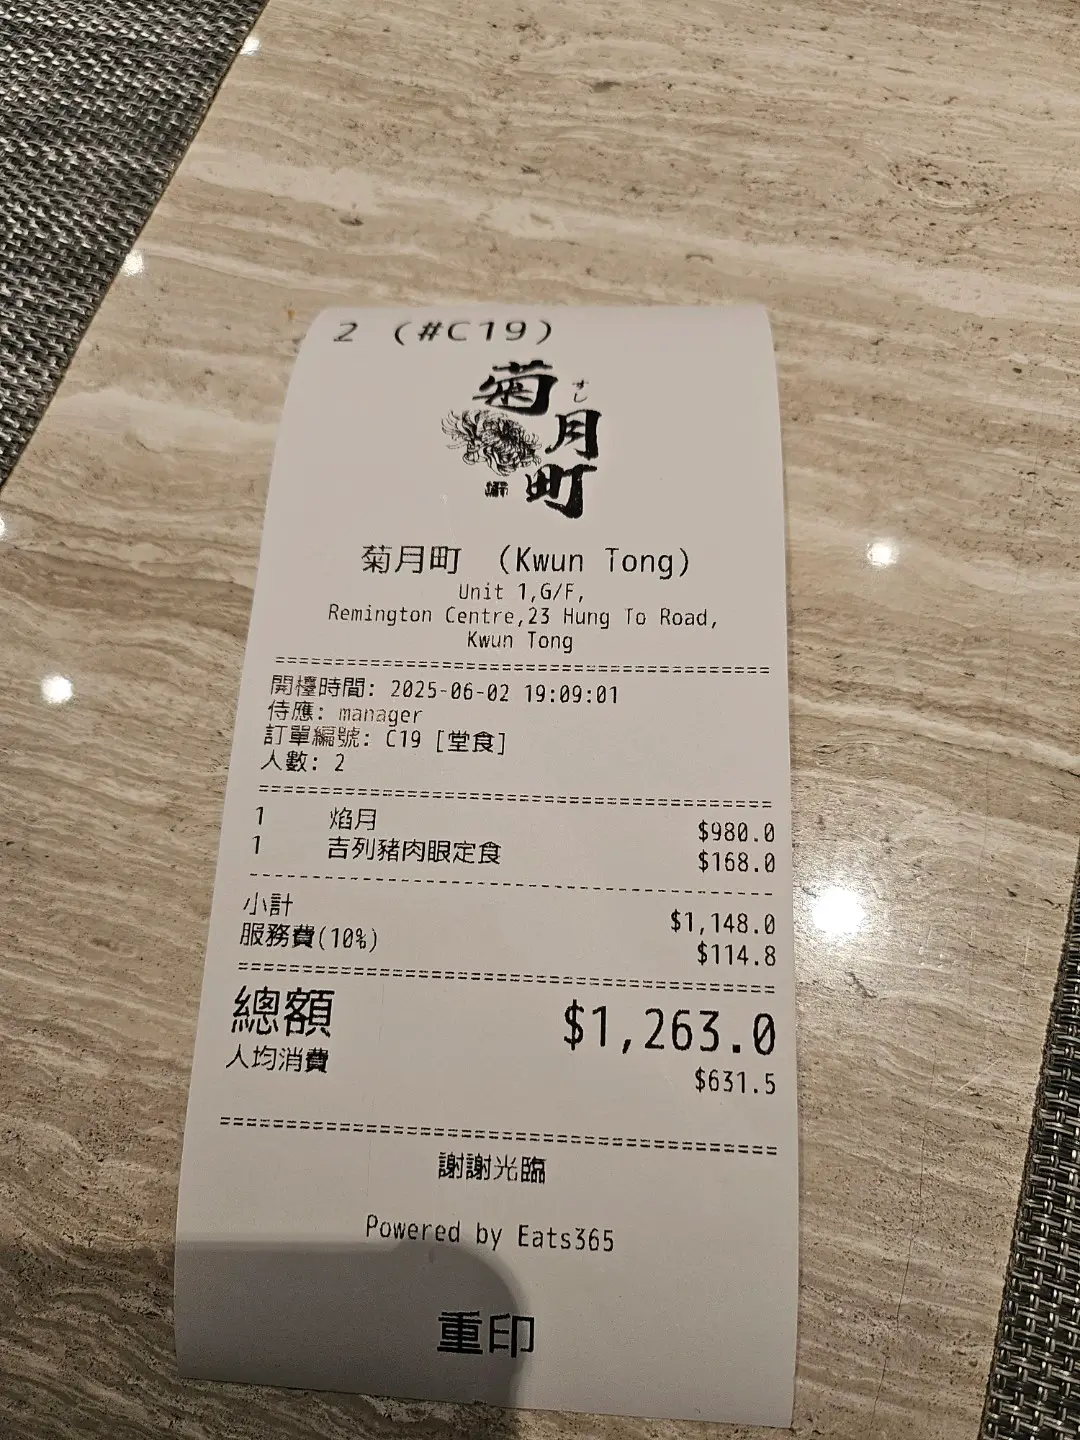 2 (#C19)
菊月町
すし
菊月町 (Kwun Tong)
Unit 1,G/F,
Remington Centre,23 Hung To Road,
Kwun Tong
開檯時間: 2025-06-02 19:09:01
侍應: manager
訂單編號: C19 [堂食]
人數: 2
1 焰月 $980.0
1 吉列豬肉眼定食 $168.0
小計 $1,148.0
服務費(10%) $114.8
總額 $1,263.0
人均消費 $631.5
謝謝光臨
Powered by Eats365
重印